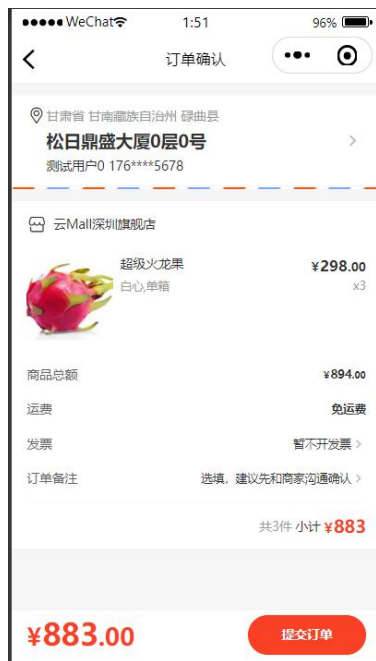 WeChat 1:51 96%
订单确认
甘肃省 甘南藏族自治州 碌曲县
松日鼎盛大厦0层0号
测试用户0 176****5678
云Mall深圳旗舰店
超级火龙果 ¥298.00
白心,单箱 x3
商品总额 ¥894.00
运费 免运费
发票 暂不开发票
订单备注 选填，建议先和商家沟通确认
共3件 小计 ¥883
¥883.00 提交订单